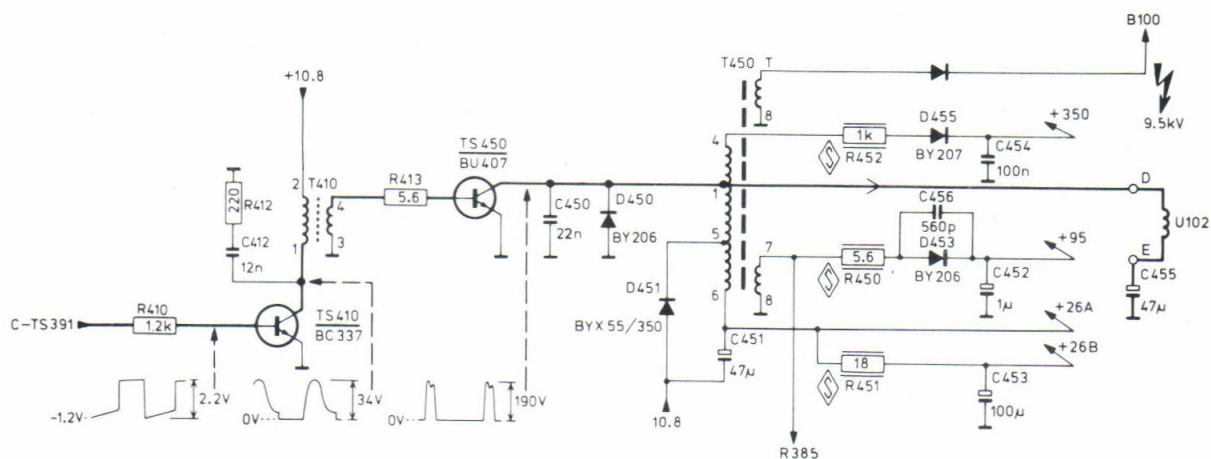 B100
T450 T
8
9.5kV
+10.8
4
1k
R452
S
D455
BY207
C454
100n
+350
TS450
BU407
R413
5.6
220
R412
2
T410
4
1
3
C412
12n
C450
22n
D450
BY206
1
5
6
7
8
D
U102
E
C456
560p
5.6
R450
S
D453
BY206
C452
1µ
+95
C455
47µ
D451
BYX55/350
C451
47µ
+26A
+26B
18
R451
S
C453
100µ
C-TS391
R410
1.2k
TS410
BC337
-1.2V
2.2V
0V
34V
0V
190V
10.8
R385